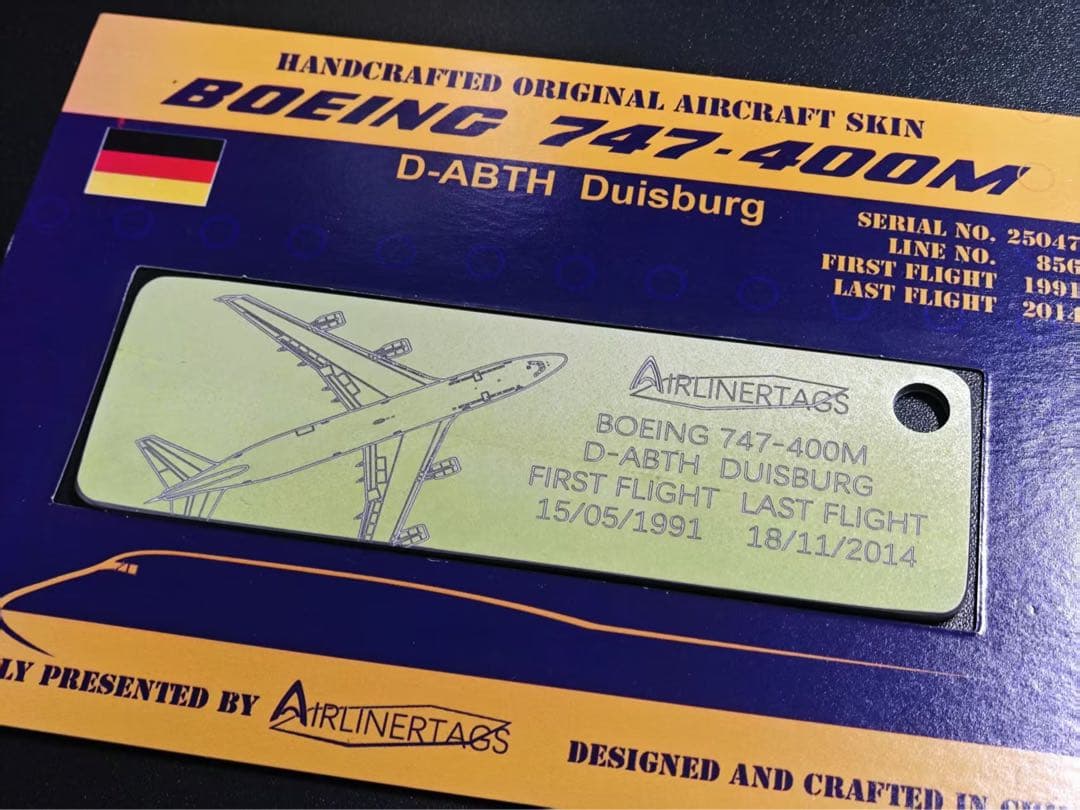 HANDCRAFTED ORIGINAL AIRCRAFT SKIN
BOEING 747-400M
D-ABTH Duisburg
SERIAL NO. 25047
LINE NO. 856
FIRST FLIGHT 1991
LAST FLIGHT 2014
AIRLINERTAGS
BOEING 747-400M
D-ABTH DUISBURG
FIRST FLIGHT LAST FLIGHT
15/05/1991 18/11/2014
LY PRESENTED BY AIRLINERTAGS
DESIGNED AND CRAFTED IN